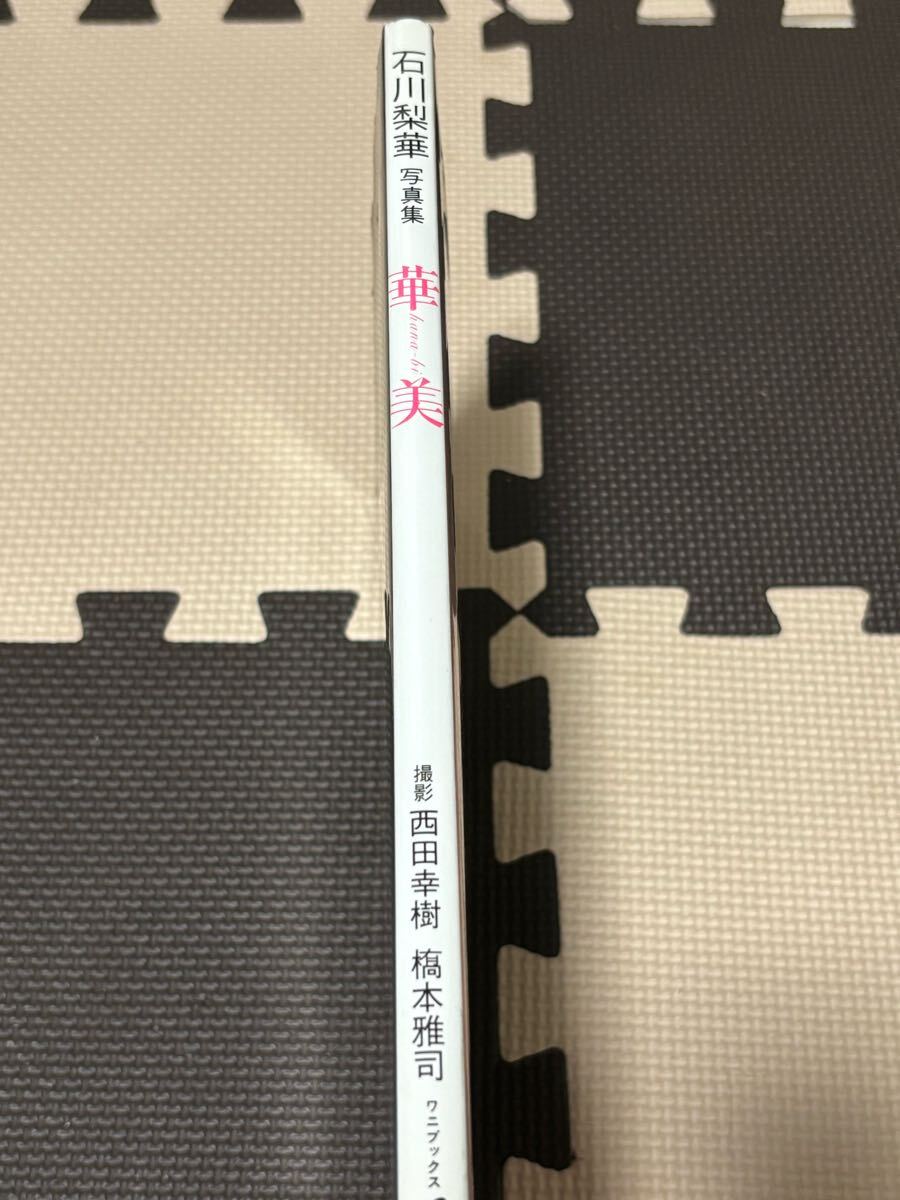 石川梨華 写真集
華 hana-bi 美
撮影 西田幸樹 橋本雅司
ワニブックス